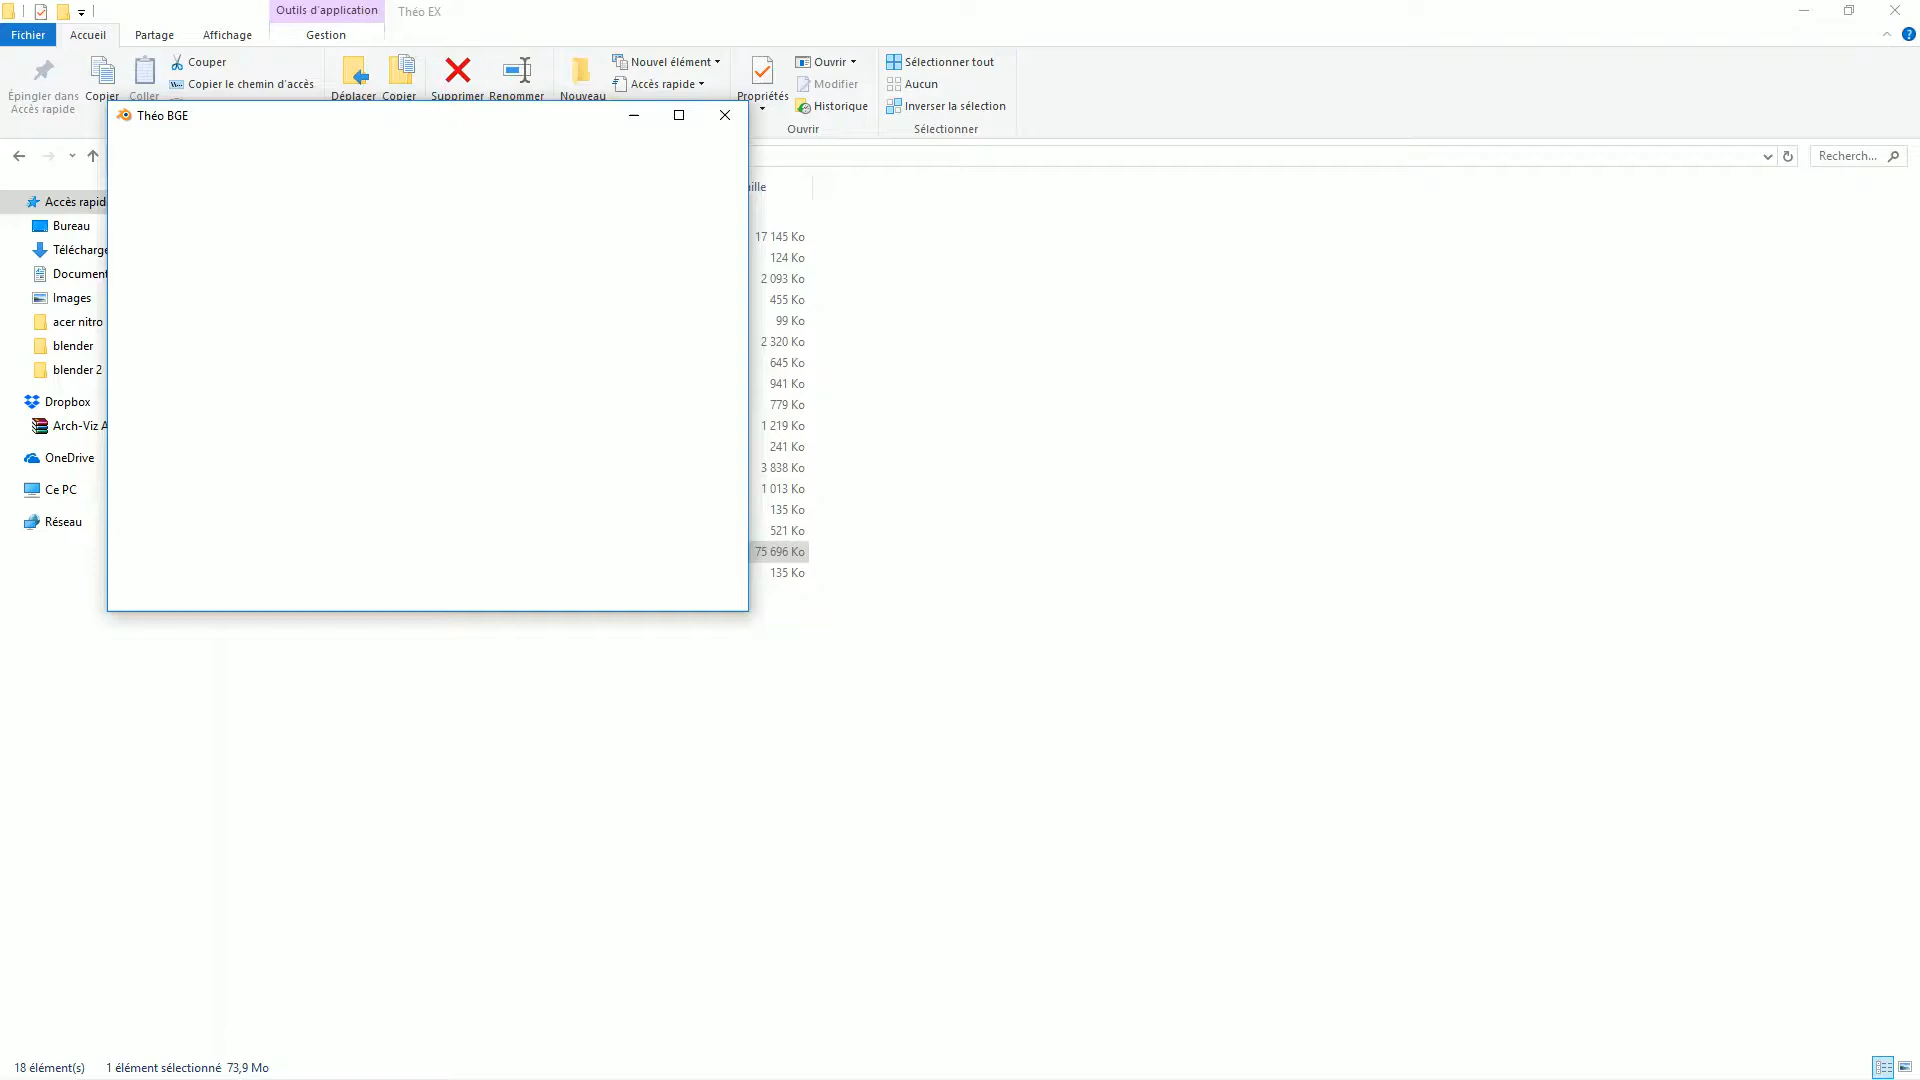 Outils d'application
Théo EX
Fichier
Accueil
Partage
Affichage
Gestion
Épingler dans
Accès rapide
Copier
Coller
Couper
Copier le chemin d'accès
Déplacer
Copier
Supprimer
Renommer
Nouveau
Nouvel élément
Accès rapide
Propriétés
Ouvrir
Modifier
Historique
Ouvrir
Sélectionner tout
Aucun
Inverser la sélection
Sélectionner
Théo BGE
Recherch...
Accès rapid
Bureau
Télécharge
Document
Images
acer nitro
blender
blender 2
Dropbox
Arch-Viz A
OneDrive
Ce PC
Réseau
ille
17 145 Ko
124 Ko
2 093 Ko
455 Ko
99 Ko
2 320 Ko
645 Ko
941 Ko
779 Ko
1 219 Ko
241 Ko
3 838 Ko
1 013 Ko
135 Ko
521 Ko
75 696 Ko
135 Ko
18 élément(s)
1 élément sélectionné 73,9 Mo